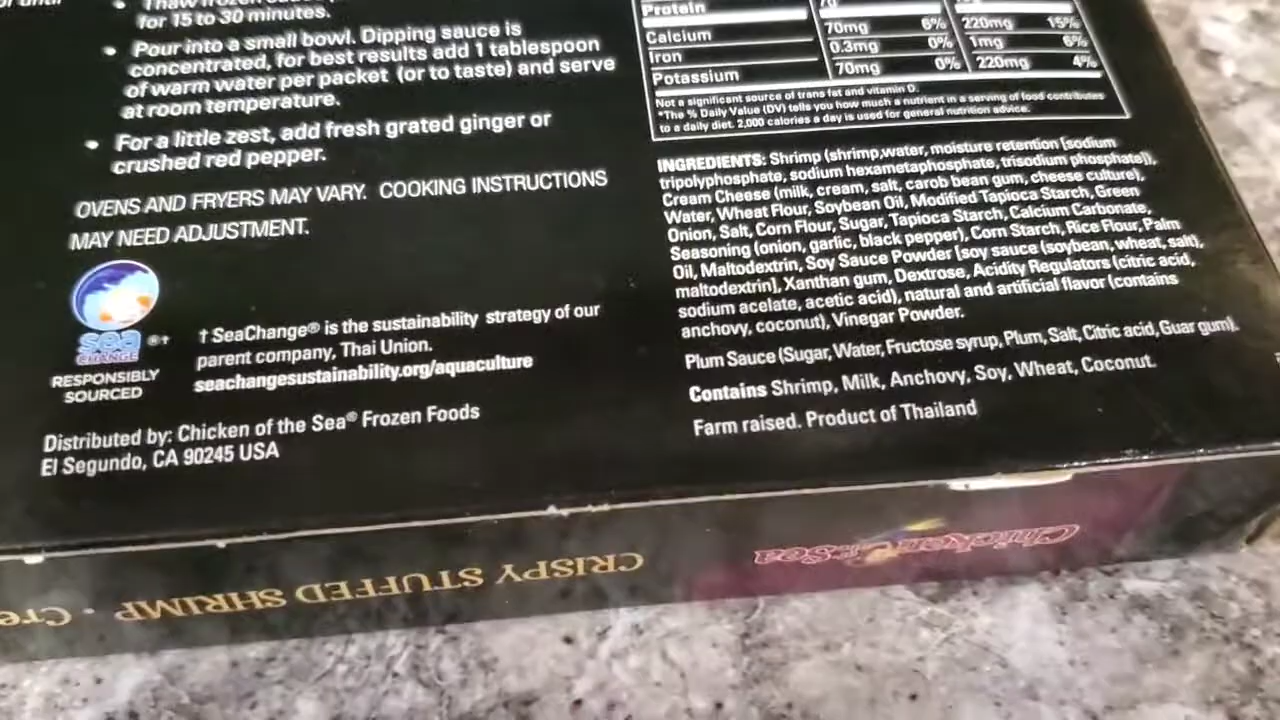 Thaw frozen
for 15 to 30 minutes.
• Pour into a small bowl. Dipping sauce is
concentrated, for best results add 1 tablespoon
of warm water per packet (or to taste) and serve
at room temperature.
• For a little zest, add fresh grated ginger or
crushed red pepper.
OVENS AND FRYERS MAY VARY. COOKING INSTRUCTIONS
MAY NEED ADJUSTMENT.
sea
CHANGE
®†
RESPONSIBLY
SOURCED
† SeaChange® is the sustainability strategy of our
parent company, Thai Union.
seachangesustainability.org/aquaculture
Distributed by: Chicken of the Sea® Frozen Foods
El Segundo, CA 90245 USA
Protein
Calcium 70mg 6% 220mg 15%
Iron 0.3mg 0% 1mg 6%
Potassium 70mg 0% 220mg 4%
Not a significant source of trans fat and vitamin D.
*The % Daily Value (DV) tells you how much a nutrient in a serving of food contributes
to a daily diet. 2,000 calories a day is used for general nutrition advice.
INGREDIENTS: Shrimp (shrimp,water, moisture retention [sodium
tripolyphosphate, sodium hexametaphosphate, trisodium phosphate]),
Cream Cheese (milk, cream, salt, carob bean gum, cheese culture),
Water, Wheat Flour, Soybean Oil, Modified Tapioca Starch, Green
Onion, Salt, Corn Flour, Sugar, Tapioca Starch, Calcium Carbonate,
Seasoning (onion, garlic, black pepper), Corn Starch, Rice Flour, Palm
Oil, Maltodextrin, Soy Sauce Powder [soy sauce (soybean, wheat, salt),
maltodextrin], Xanthan gum, Dextrose, Acidity Regulators (citric acid,
sodium acelate, acetic acid), natural and artificial flavor (contains
anchovy, coconut), Vinegar Powder.
Plum Sauce (Sugar, Water, Fructose syrup, Plum, Salt, Citric acid, Guar gum).
Contains Shrimp, Milk, Anchovy, Soy, Wheat, Coconut.
Farm raised. Product of Thailand
Chicken of the Sea
CRISPY STUFFED SHRIMP · Cre